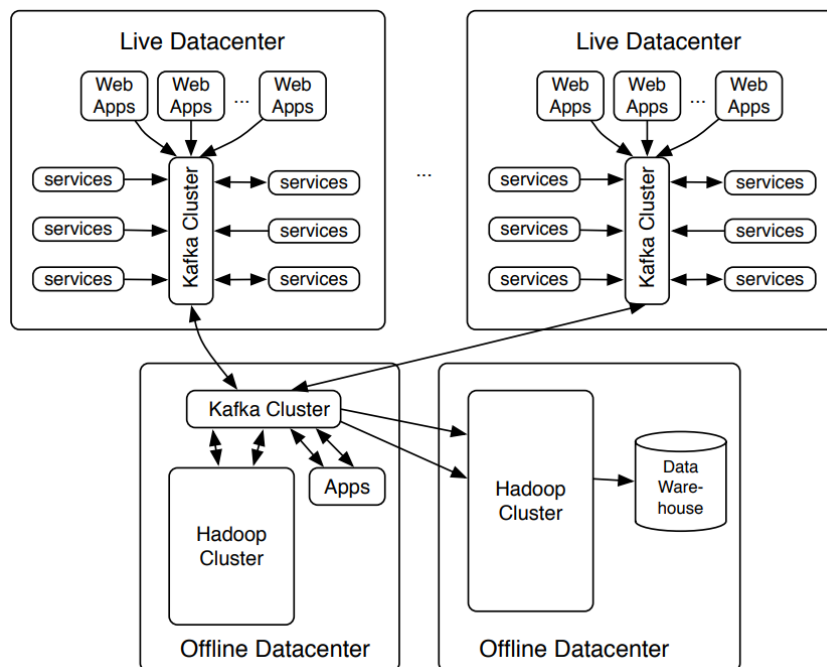 Live Datacenter
Web
Apps
Web
Apps
...
Web
Apps
services
services
services
Kafka Cluster
services
services
services
...
Live Datacenter
Web
Apps
Web
Apps
...
Web
Apps
services
services
services
Kafka Cluster
services
services
services
Kafka Cluster
Apps
Hadoop
Cluster
Offline Datacenter
Hadoop
Cluster
Data
Ware-
house
Offline Datacenter